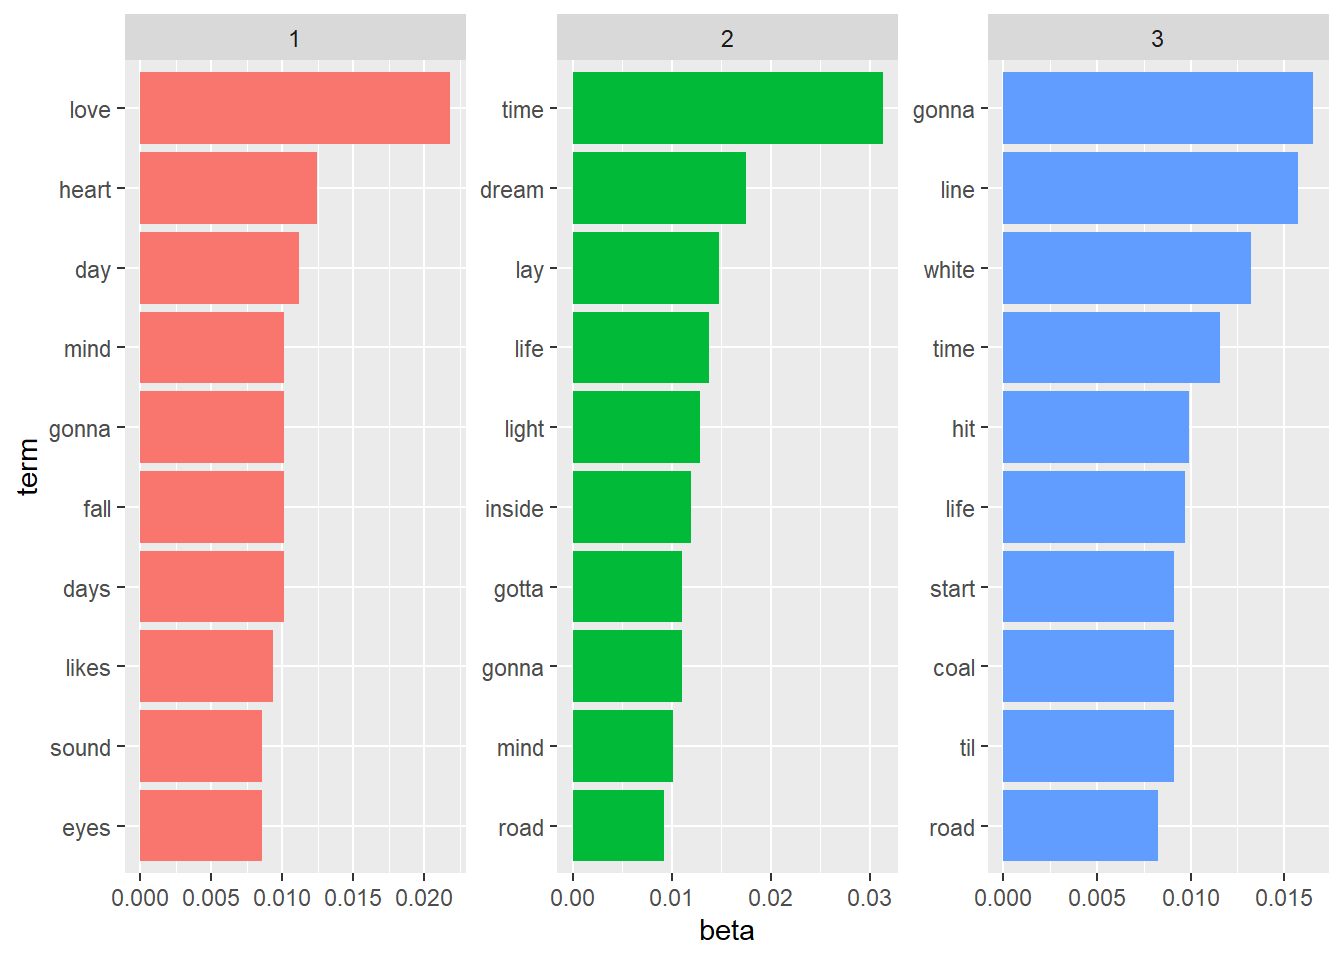 1
2
3
love
time
gonna
heart
dream
line
day
lay
white
mind
life
time
gonna
light
hit
term
fall
inside
life
days
gotta
start
likes
gonna
coal
sound
mind
til
eyes
road
road
0.000 0.005 0.010 0.015 0.020
0.00 0.01 0.02 0.03
0.000 0.005 0.010 0.015
beta